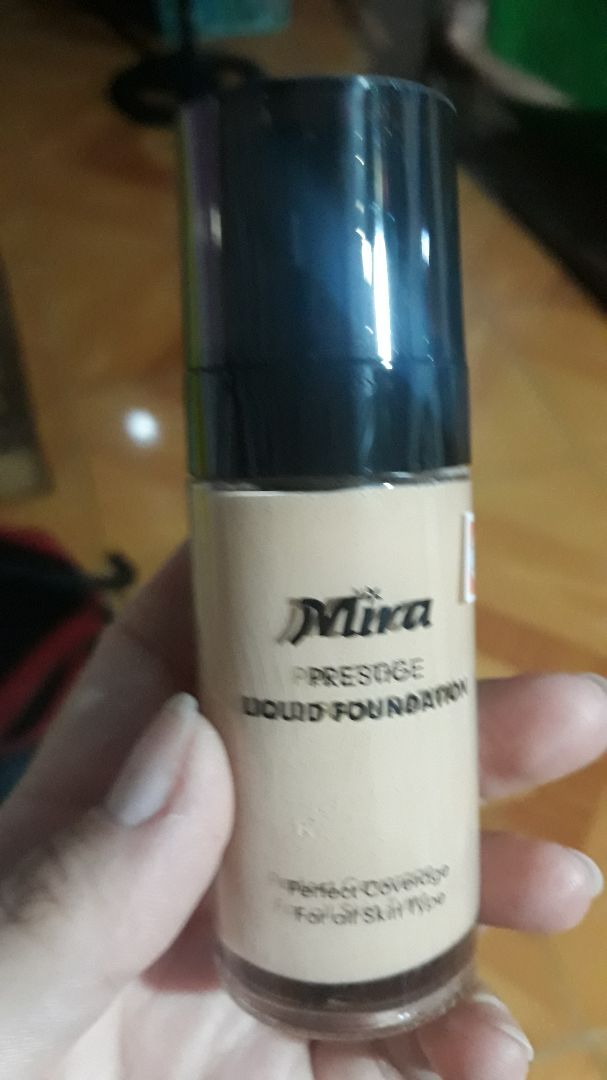 Mira
PRESTIGE
LIQUID FOUNDATION
Perfect Coverage
For all Skin Type